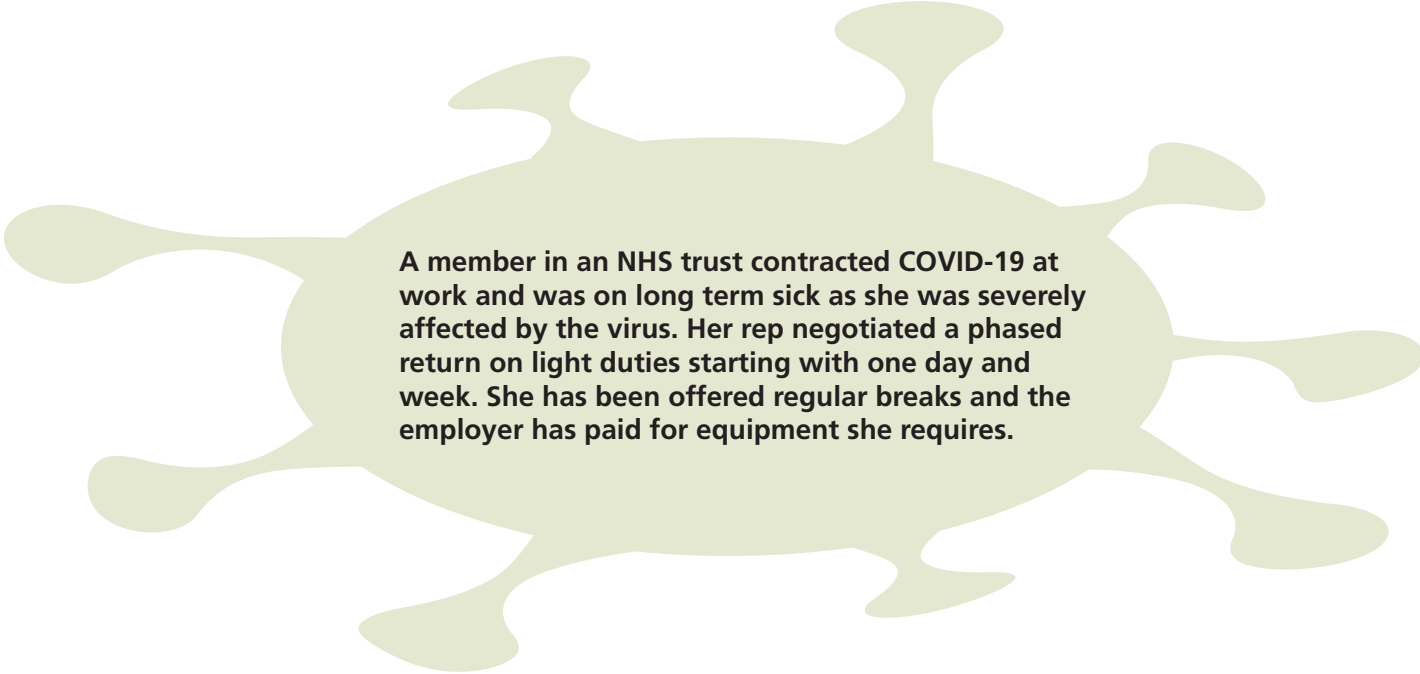 A member in an NHS trust contracted COVID-19 at
work and was on long term sick as she was severely
affected by the virus. Her rep negotiated a phased
return on light duties starting with one day and
week. She has been offered regular breaks and the
employer has paid for equipment she requires.